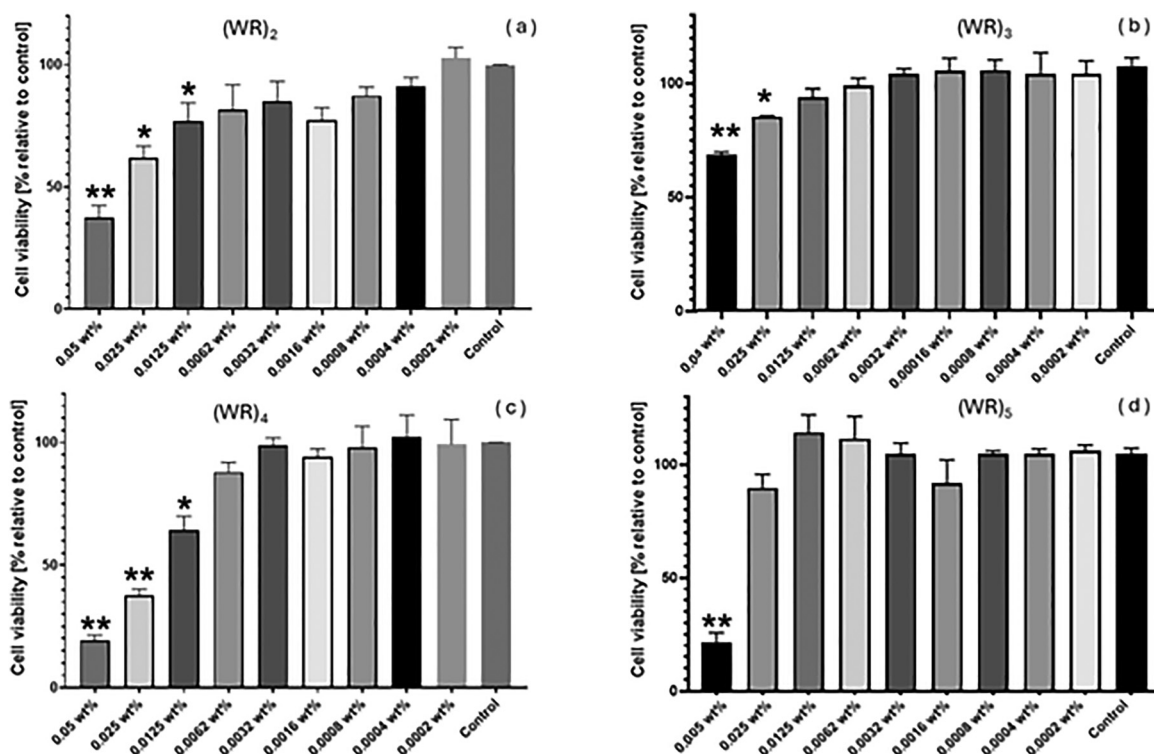 (WR)₂
(a)
Cell viability [% relative to control]
100
50
0
**
*
*
0.05 wt%
0.025 wt%
0.0125 wt%
0.0062 wt%
0.0032 wt%
0.0016 wt%
0.0008 wt%
0.0004 wt%
0.0002 wt%
Control
(WR)₃
(b)
Cell viability [% relative to control]
100
50
0
**
*
wt%
0.025 wt%
0.0125 wt%
0.0062 wt%
0.0032 wt%
0.00016 wt%
0.0008 wt%
0.0004 wt%
0.0002 wt%
Control
(WR)₄
(c)
Cell viability [% relative to control]
100
50
0
**
**
*
0.05 wt%
0.025 wt%
0.0125 wt%
0.0062 wt%
0.0032 wt%
0.0016 wt%
0.0008 wt%
0.0004 wt%
0.0002 wt%
Control
(WR)₅
(d)
Cell viability [% relative to control]
100
50
0
**
0.005 wt%
0.025 wt%
0.0125 wt%
0.0062 wt%
0.0032 wt%
0.0016 wt%
0.0008 wt%
0.0004 wt%
0.0002 wt%
Control